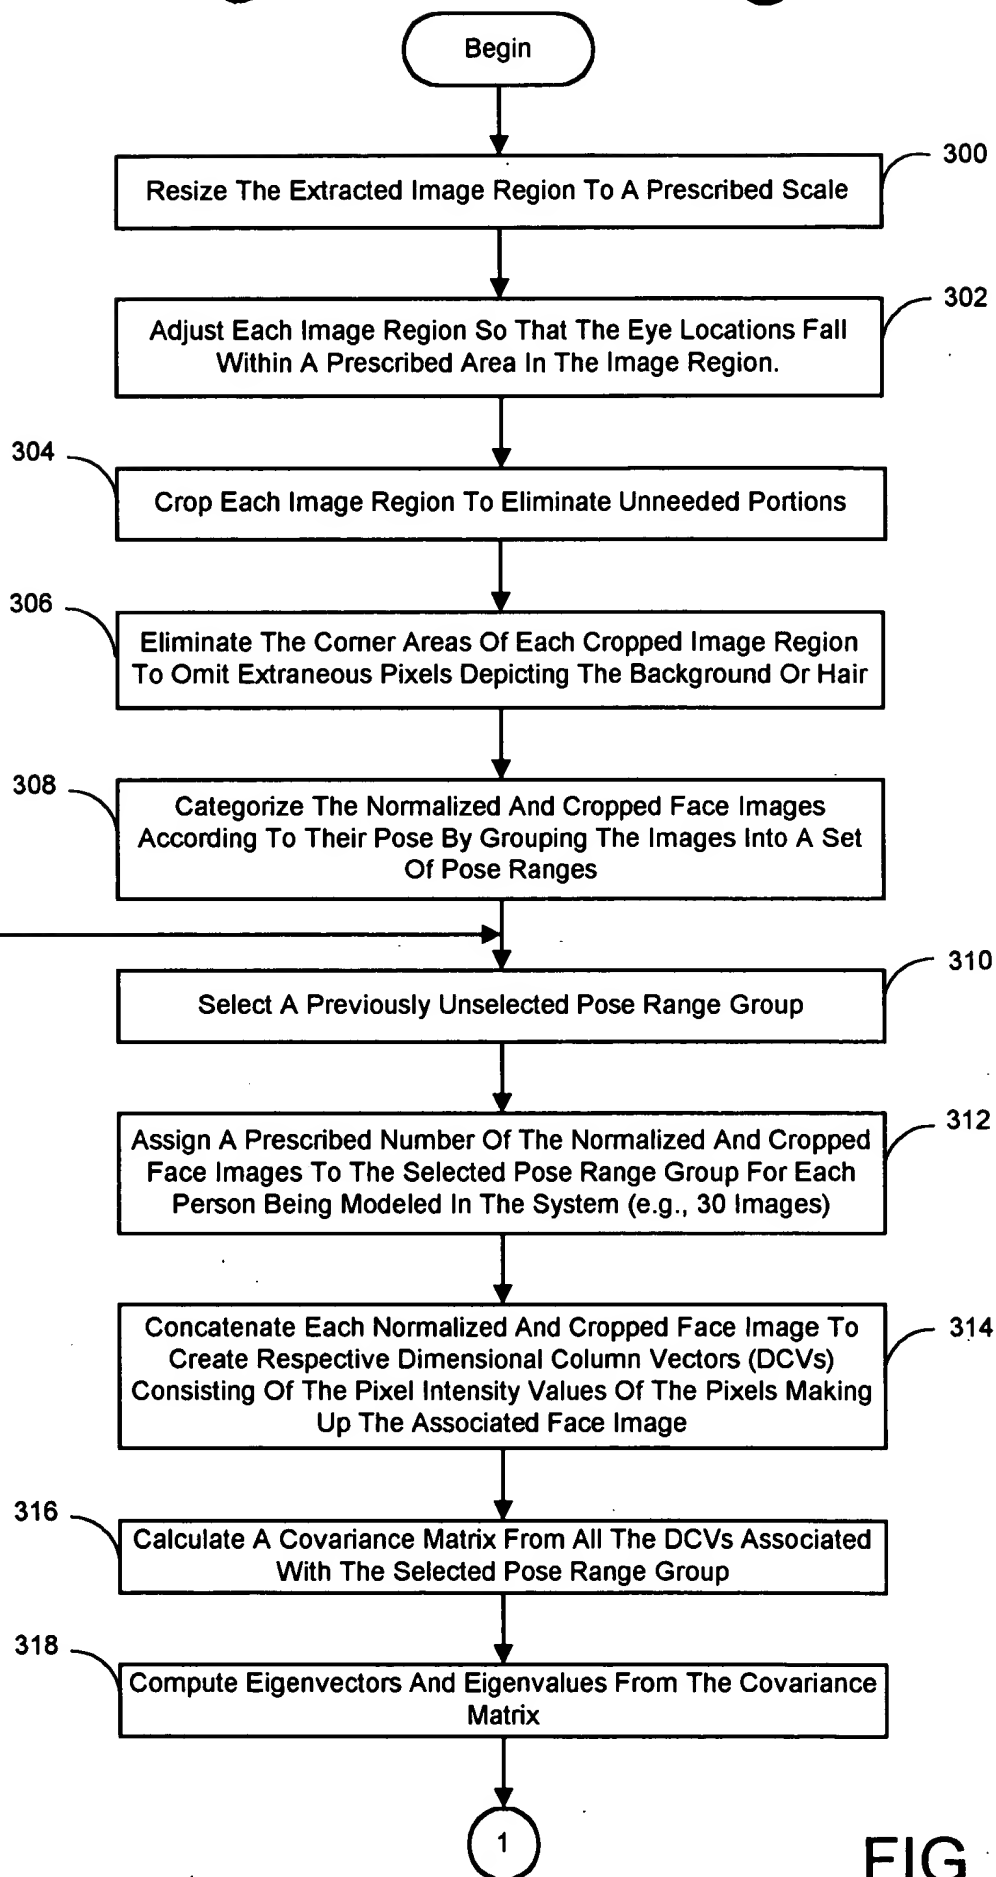 Begin
300
Resize The Extracted Image Region To A Prescribed Scale
302
Adjust Each Image Region So That The Eye Locations Fall
Within A Prescribed Area In The Image Region.
304
Crop Each Image Region To Eliminate Unneeded Portions
306
Eliminate The Corner Areas Of Each Cropped Image Region
To Omit Extraneous Pixels Depicting The Background Or Hair
308
Categorize The Normalized And Cropped Face Images
According To Their Pose By Grouping The Images Into A Set
Of Pose Ranges
310
Select A Previously Unselected Pose Range Group
312
Assign A Prescribed Number Of The Normalized And Cropped
Face Images To The Selected Pose Range Group For Each
Person Being Modeled In The System (e.g., 30 Images)
314
Concatenate Each Normalized And Cropped Face Image To
Create Respective Dimensional Column Vectors (DCVs)
Consisting Of The Pixel Intensity Values Of The Pixels Making
Up The Associated Face Image
316
Calculate A Covariance Matrix From All The DCVs Associated
With The Selected Pose Range Group
318
Compute Eigenvectors And Eigenvalues From The Covariance
Matrix
1
FIG